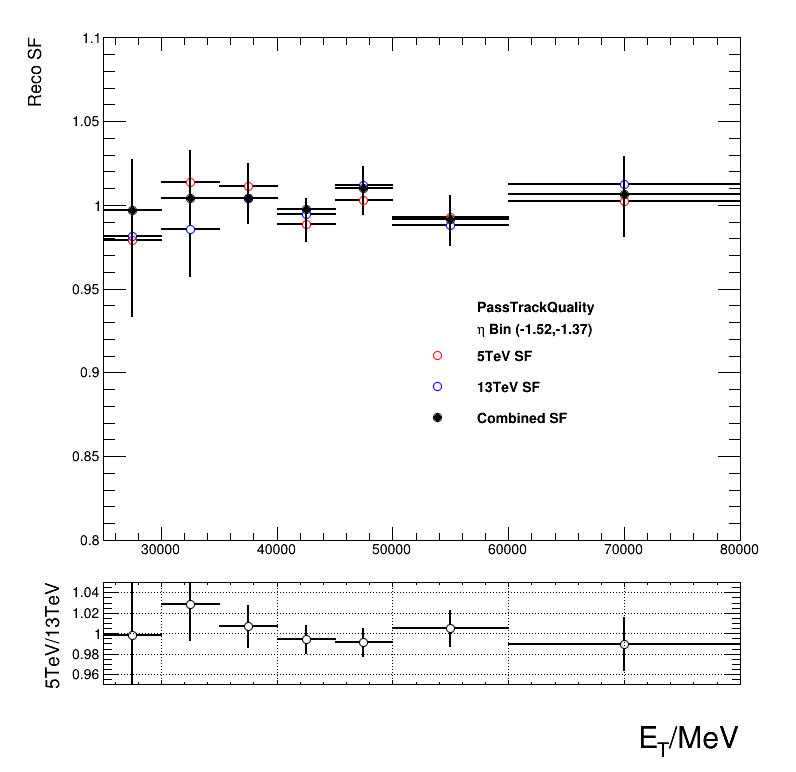 Reco SF
1.1
1.05
1
0.95
0.9
0.85
0.8
PassTrackQuality
η Bin (-1.52,-1.37)
5TeV SF
13TeV SF
Combined SF
30000 40000 50000 60000 70000 80000
5TeV/13TeV
1.04
1.02
1
0.98
0.96
E_T/MeV